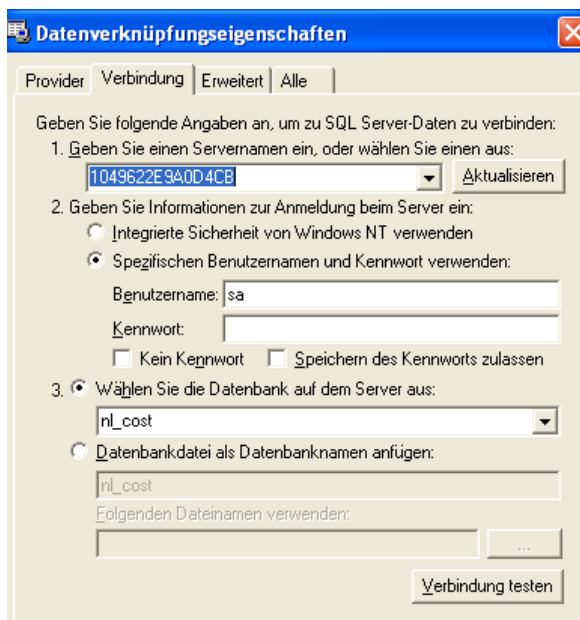 Datenverknüpfungseigenschaften
Provider Verbindung Erweitert Alle
Geben Sie folgende Angaben an, um zu SQL Server-Daten zu verbinden:
1. Geben Sie einen Servernamen ein, oder wählen Sie einen aus:
1049622E9A0D4CB Aktualisieren
2. Geben Sie Informationen zur Anmeldung beim Server ein:
Integrierte Sicherheit von Windows NT verwenden
Spezifischen Benutzernamen und Kennwort verwenden:
Benutzername: sa
Kennwort:
Kein Kennwort Speichern des Kennworts zulassen
3. Wählen Sie die Datenbank auf dem Server aus:
nl_cost
Datenbankdatei als Datenbanknamen anfügen:
nl_cost
Folgenden Dateinamen verwenden:
...
Verbindung testen